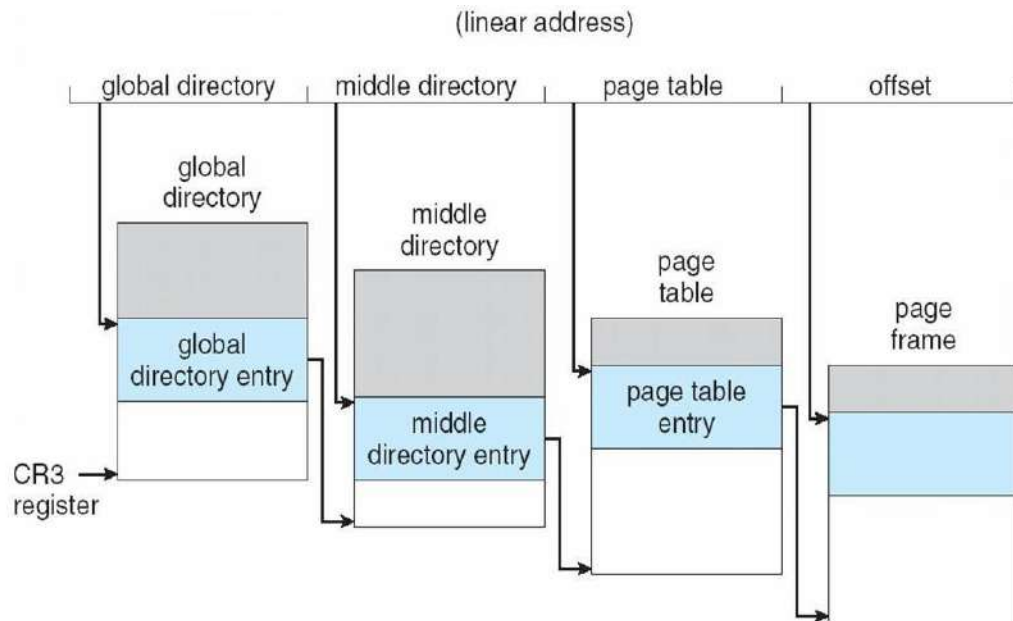 (linear address)
global directory
middle directory
page table
offset
global
directory
middle
directory
page
table
page
frame
global
directory entry
middle
directory entry
page table
entry
CR3
register